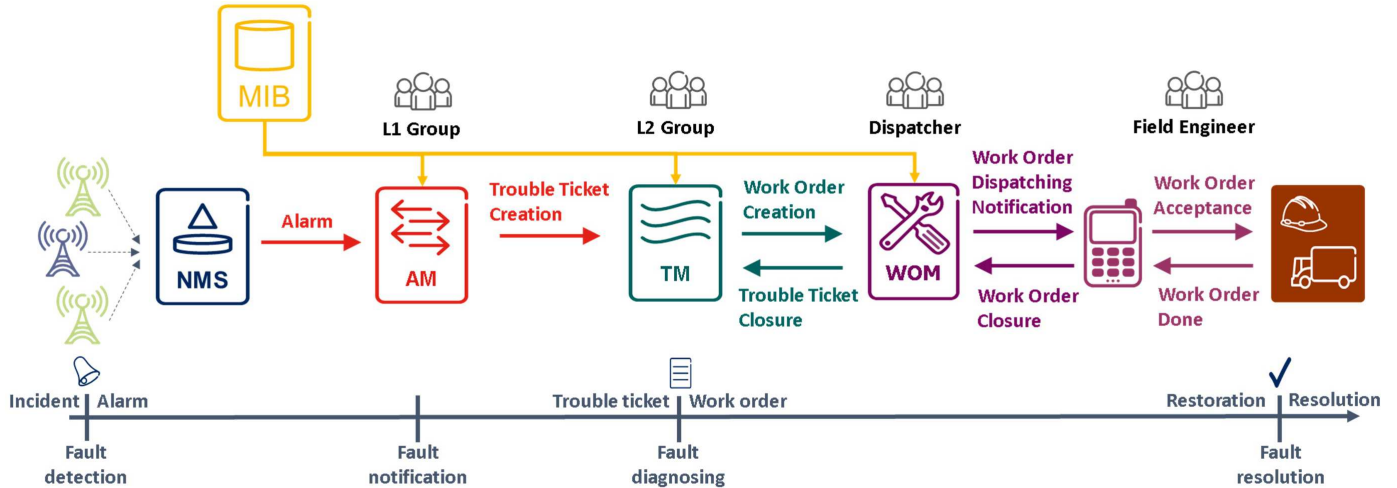 MIB
L1 Group
L2 Group
Dispatcher
Field Engineer
NMS
Alarm
AM
Trouble Ticket
Creation
TM
Work Order
Creation
Trouble Ticket
Closure
WOM
Work Order
Dispatching
Notification
Work Order
Closure
Work Order
Acceptance
Work Order
Done
Incident
Alarm
Trouble ticket
Work order
Restoration
Resolution
Fault
detection
Fault
notification
Fault
diagnosing
Fault
resolution